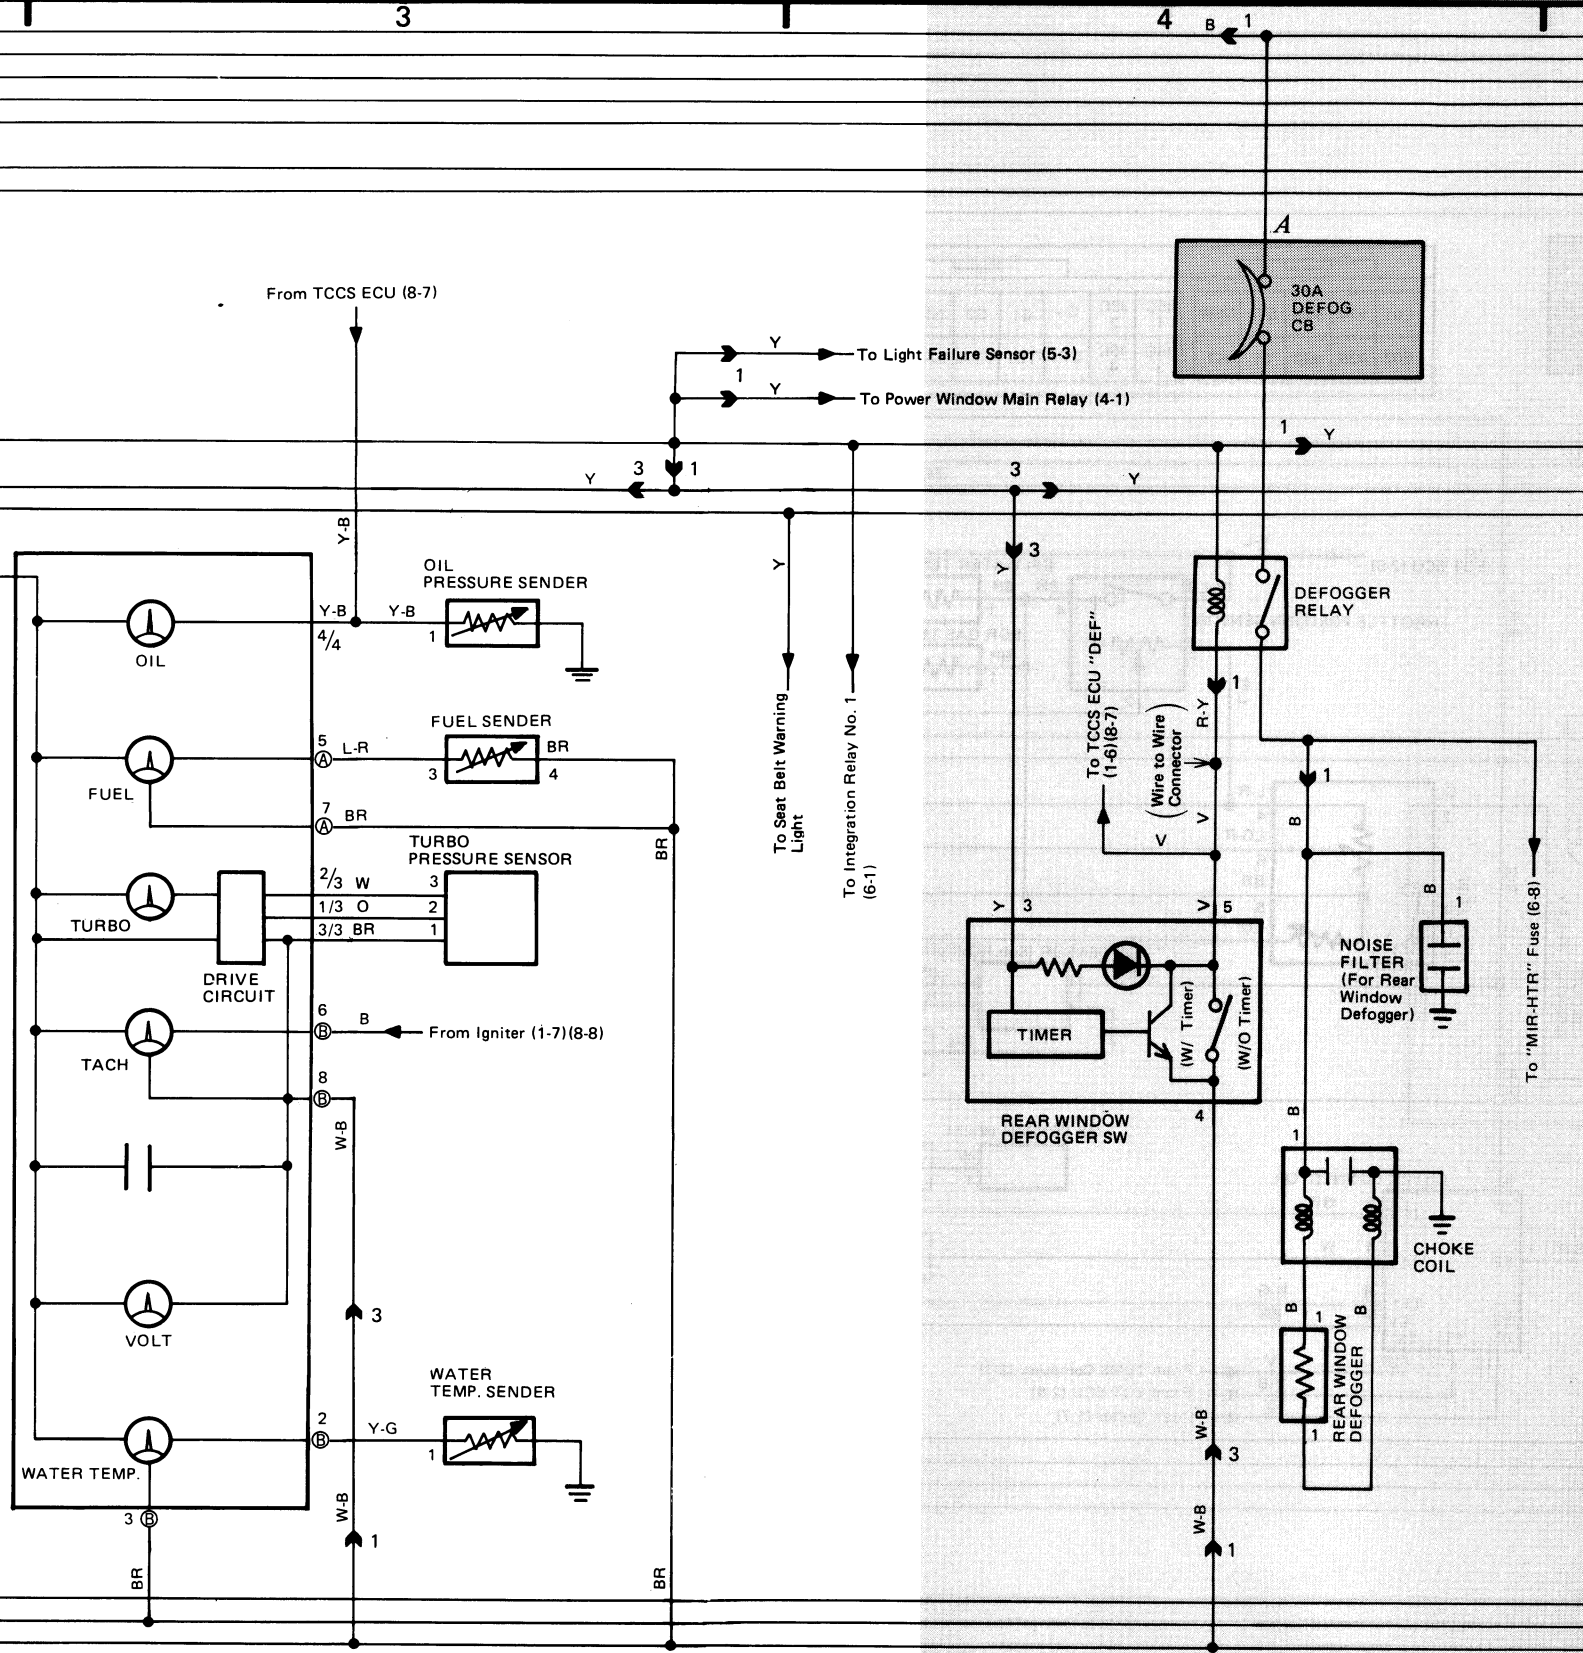 3
4
B
1
A
30A
DEFOG
CB
From TCCS ECU (8-7)
Y
To Light Failure Sensor (5-3)
1
Y
To Power Window Main Relay (4-1)
1
Y
3
1
Y
3
Y
Y-B
3
Y
Y
OIL
PRESSURE SENDER
Y-B
Y-B
4/4
1
OIL
DEFOGGER
RELAY
1
R-Y
To TCCS ECU "DEF"
(1-6)(8-7)
(Wire to Wire
Connector)
V
V
To Seat Belt Warning
Light
To Integration Relay No. 1
(6-1)
FUEL SENDER
5
A
L-R
3
BR
4
FUEL
7
A
BR
BR
TURBO
PRESSURE SENSOR
2/3 W
3
1/3 O
2
3/3 BR
1
TURBO
DRIVE
CIRCUIT
1
B
B
1
NOISE
FILTER
(For Rear
Window
Defogger)
To "MIR-HTR" Fuse (6-8)
Y
3
V
5
TIMER
(W/ Timer)
(W/O Timer)
REAR WINDOW
DEFOGGER SW
4
6
B
B
From Igniter (1-7)(8-8)
TACH
8
B
W-B
B
1
CHOKE
COIL
B
1
B
REAR WINDOW
DEFOGGER
1
3
VOLT
WATER
TEMP. SENDER
2
B
Y-G
1
WATER TEMP.
3
B
W-B
1
BR
BR
W-B
3
W-B
1